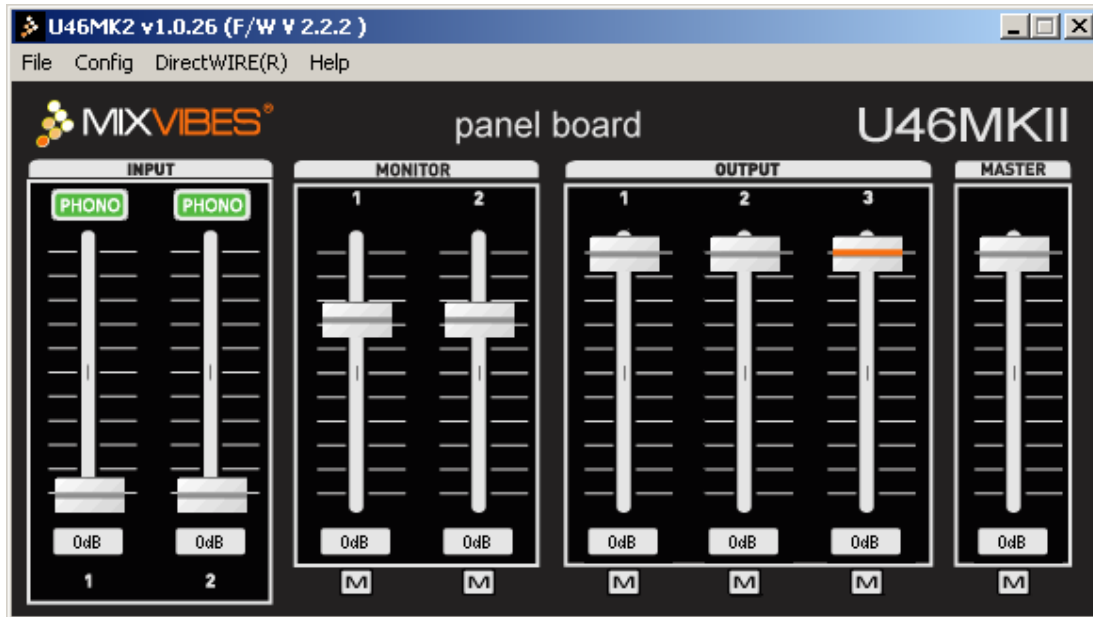 U46MK2 v1.0.26 (F/W V 2.2.2 )
File Config DirectWIRE(R) Help
MIXVIBES® panel board U46MKII
INPUT MONITOR OUTPUT MASTER
PHONO PHONO 1 2 1 2 3
0dB 0dB 0dB 0dB 0dB 0dB 0dB 0dB
1 2 M M M M M M